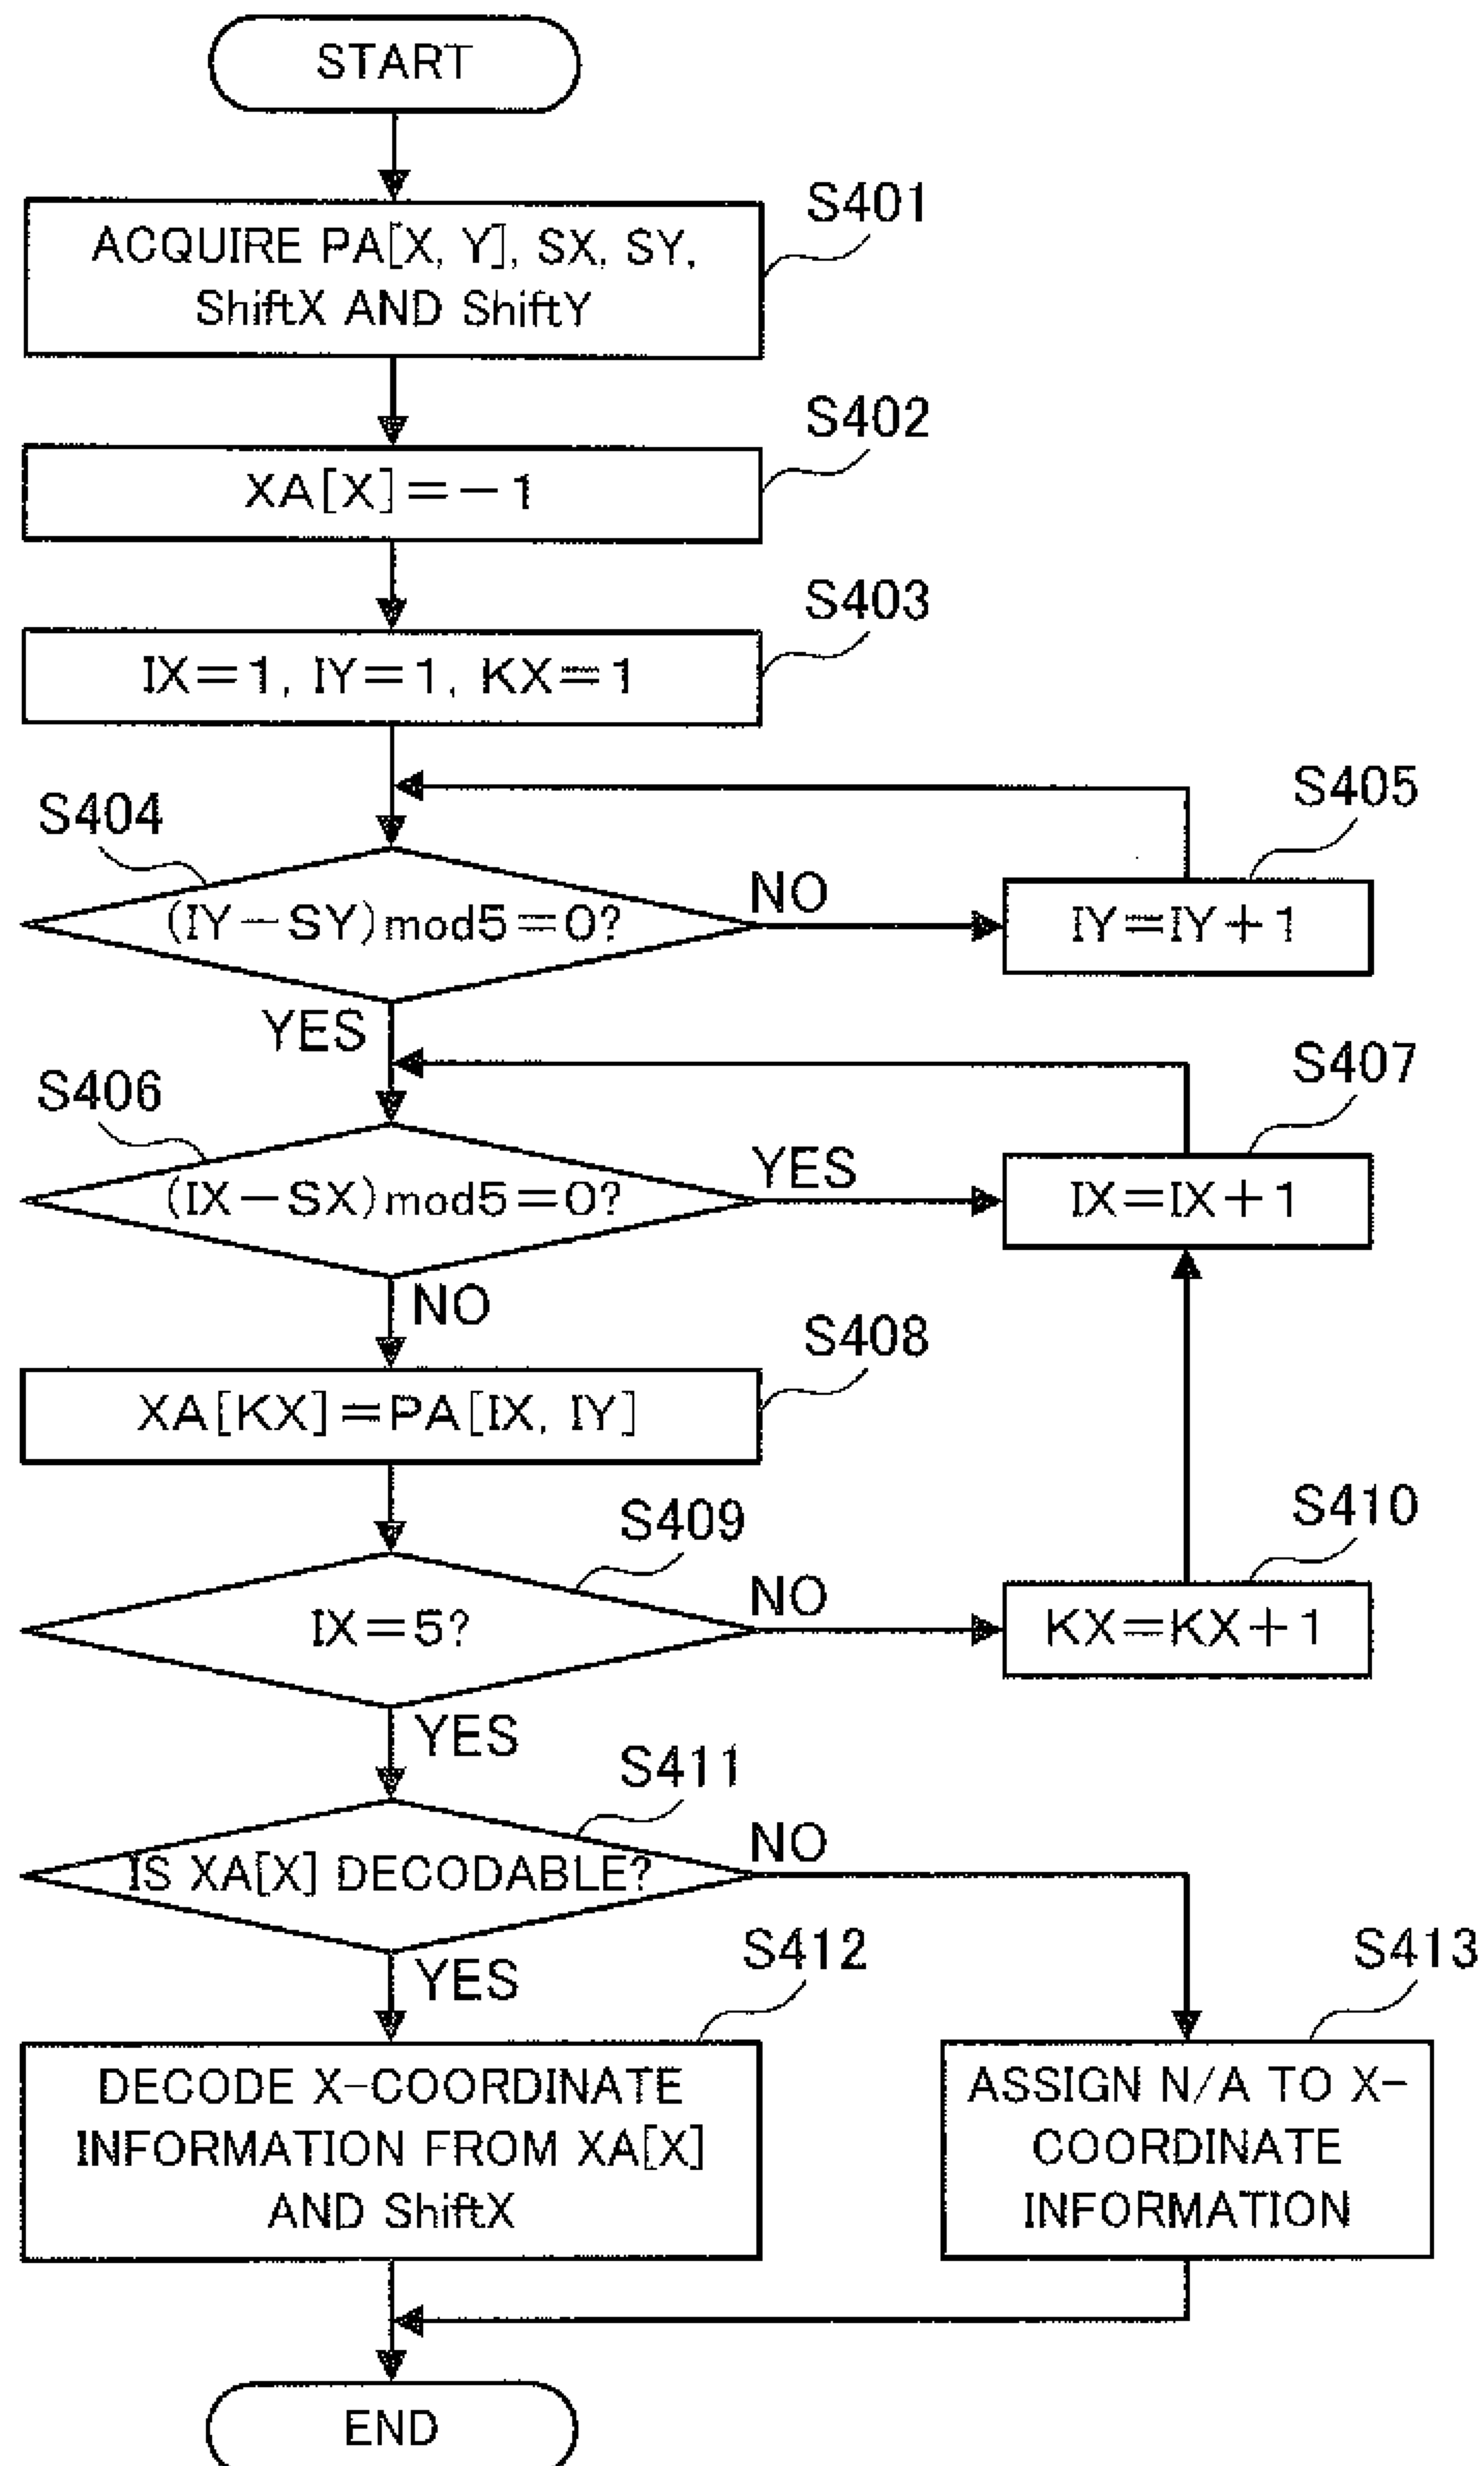 START
S401
ACQUIRE PA[X, Y], SX, SY,
ShiftX AND ShiftY
S402
XA[X]=-1
S403
IX=1, IY=1, KX=1
S404
(IY-SY)mod5=0?
NO
S405
IY=IY+1
YES
S406
(IX-SX)mod5=0?
YES
S407
IX=IX+1
NO
S408
XA[KX]=PA[IX, IY]
S409
IX=5?
NO
S410
KX=KX+1
YES
S411
IS XA[X] DECODABLE?
NO
YES
S412
DECODE X-COORDINATE
INFORMATION FROM XA[X]
AND ShiftX
S413
ASSIGN N/A TO X-
COORDINATE
INFORMATION
END